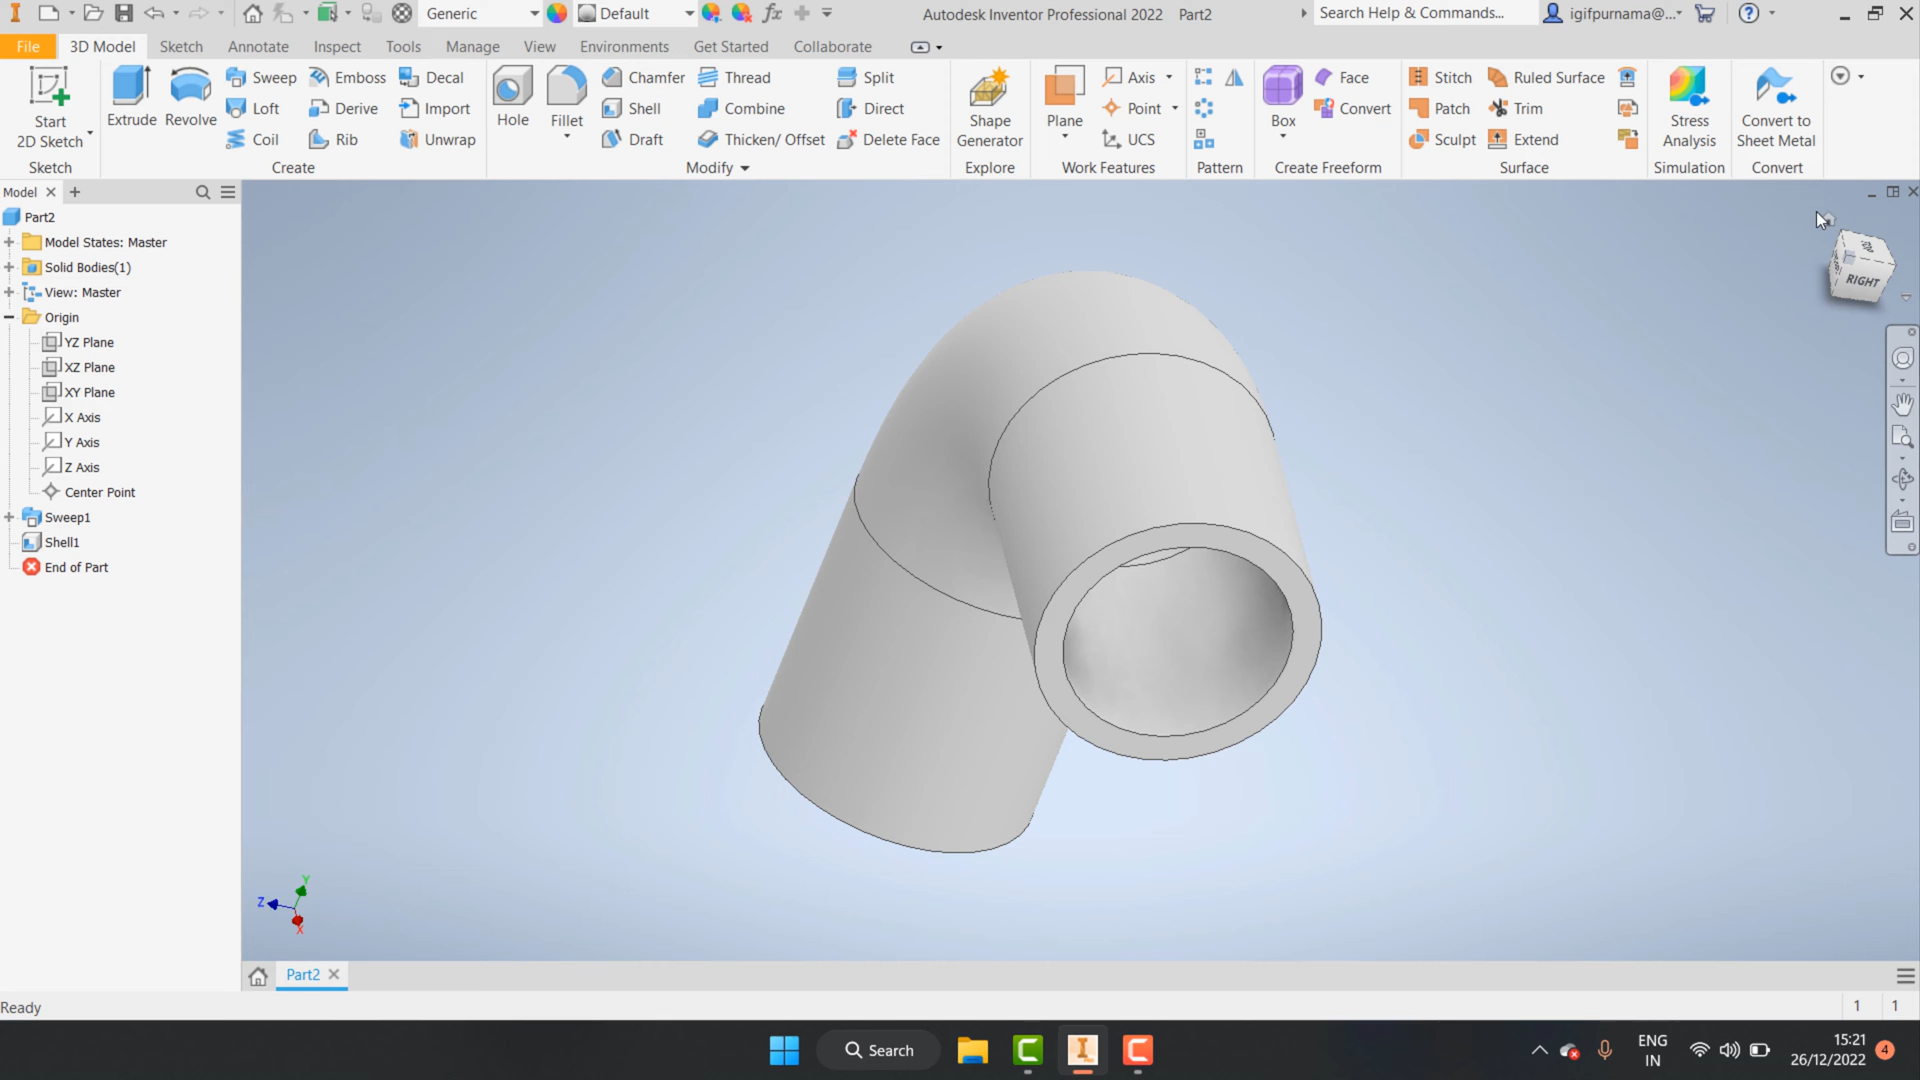 Generic
Default
Autodesk Inventor Professional 2022 Part2
Search Help & Commands...
igifpurnama@...
File
3D Model
Sketch
Annotate
Inspect
Tools
Manage
View
Environments
Get Started
Collaborate
Start
2D Sketch
Sketch
Extrude
Revolve
Sweep
Loft
Coil
Emboss
Derive
Rib
Decal
Import
Unwrap
Create
Hole
Fillet
Chamfer
Shell
Draft
Thread
Combine
Thicken/ Offset
Split
Direct
Delete Face
Modify
Shape
Generator
Explore
Plane
Axis
Point
UCS
Work Features
Pattern
Box
Face
Convert
Create Freeform
Stitch
Patch
Sculpt
Ruled Surface
Trim
Extend
Surface
Stress
Analysis
Simulation
Convert to
Sheet Metal
Convert
Model
Part2
Model States: Master
Solid Bodies(1)
View: Master
Origin
YZ Plane
XZ Plane
XY Plane
X Axis
Y Axis
Z Axis
Center Point
Sweep1
Shell1
End of Part
RIGHT
Y
Z
X
Part2
Ready
1
1
Search
ENG
IN
15:21
26/12/2022
4